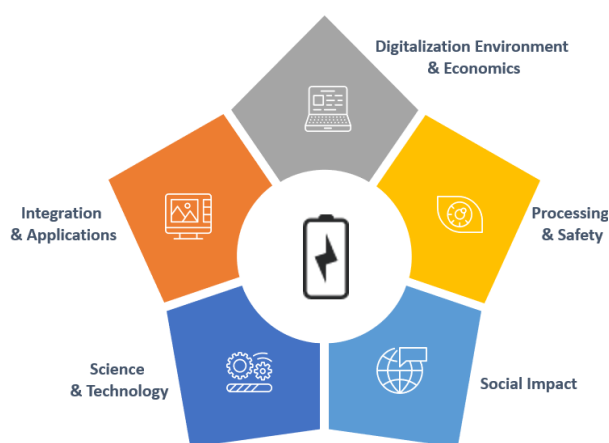 Digitalization Environment
& Economics
Integration
& Applications
Processing
& Safety
Science
& Technology
Social Impact